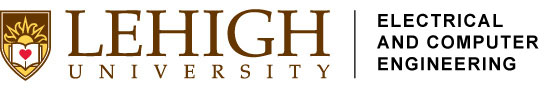 LEHIGH
UNIVERSITY
ELECTRICAL
AND COMPUTER
ENGINEERING